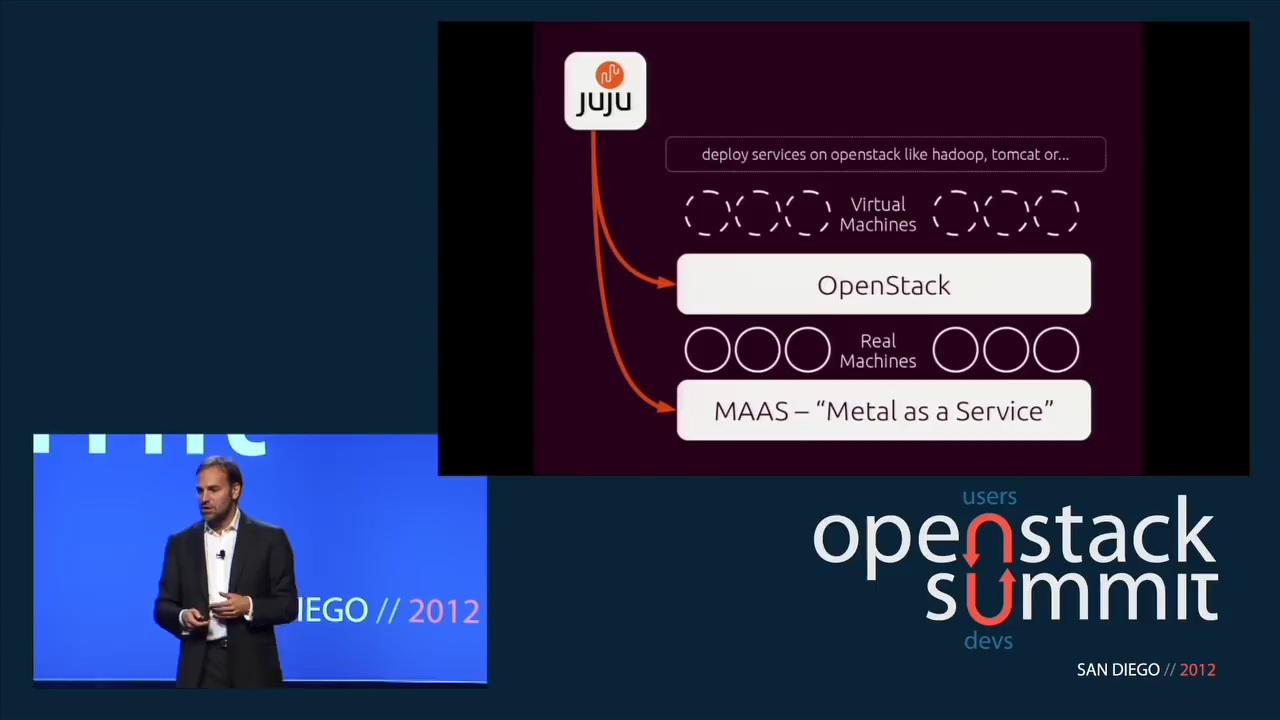 juju
deploy services on openstack like hadoop, tomcat or...
Virtual
Machines
OpenStack
Real
Machines
MAAS – “Metal as a Service”
IEGO // 2012
users
openstack
summit
devs
SAN DIEGO // 2012